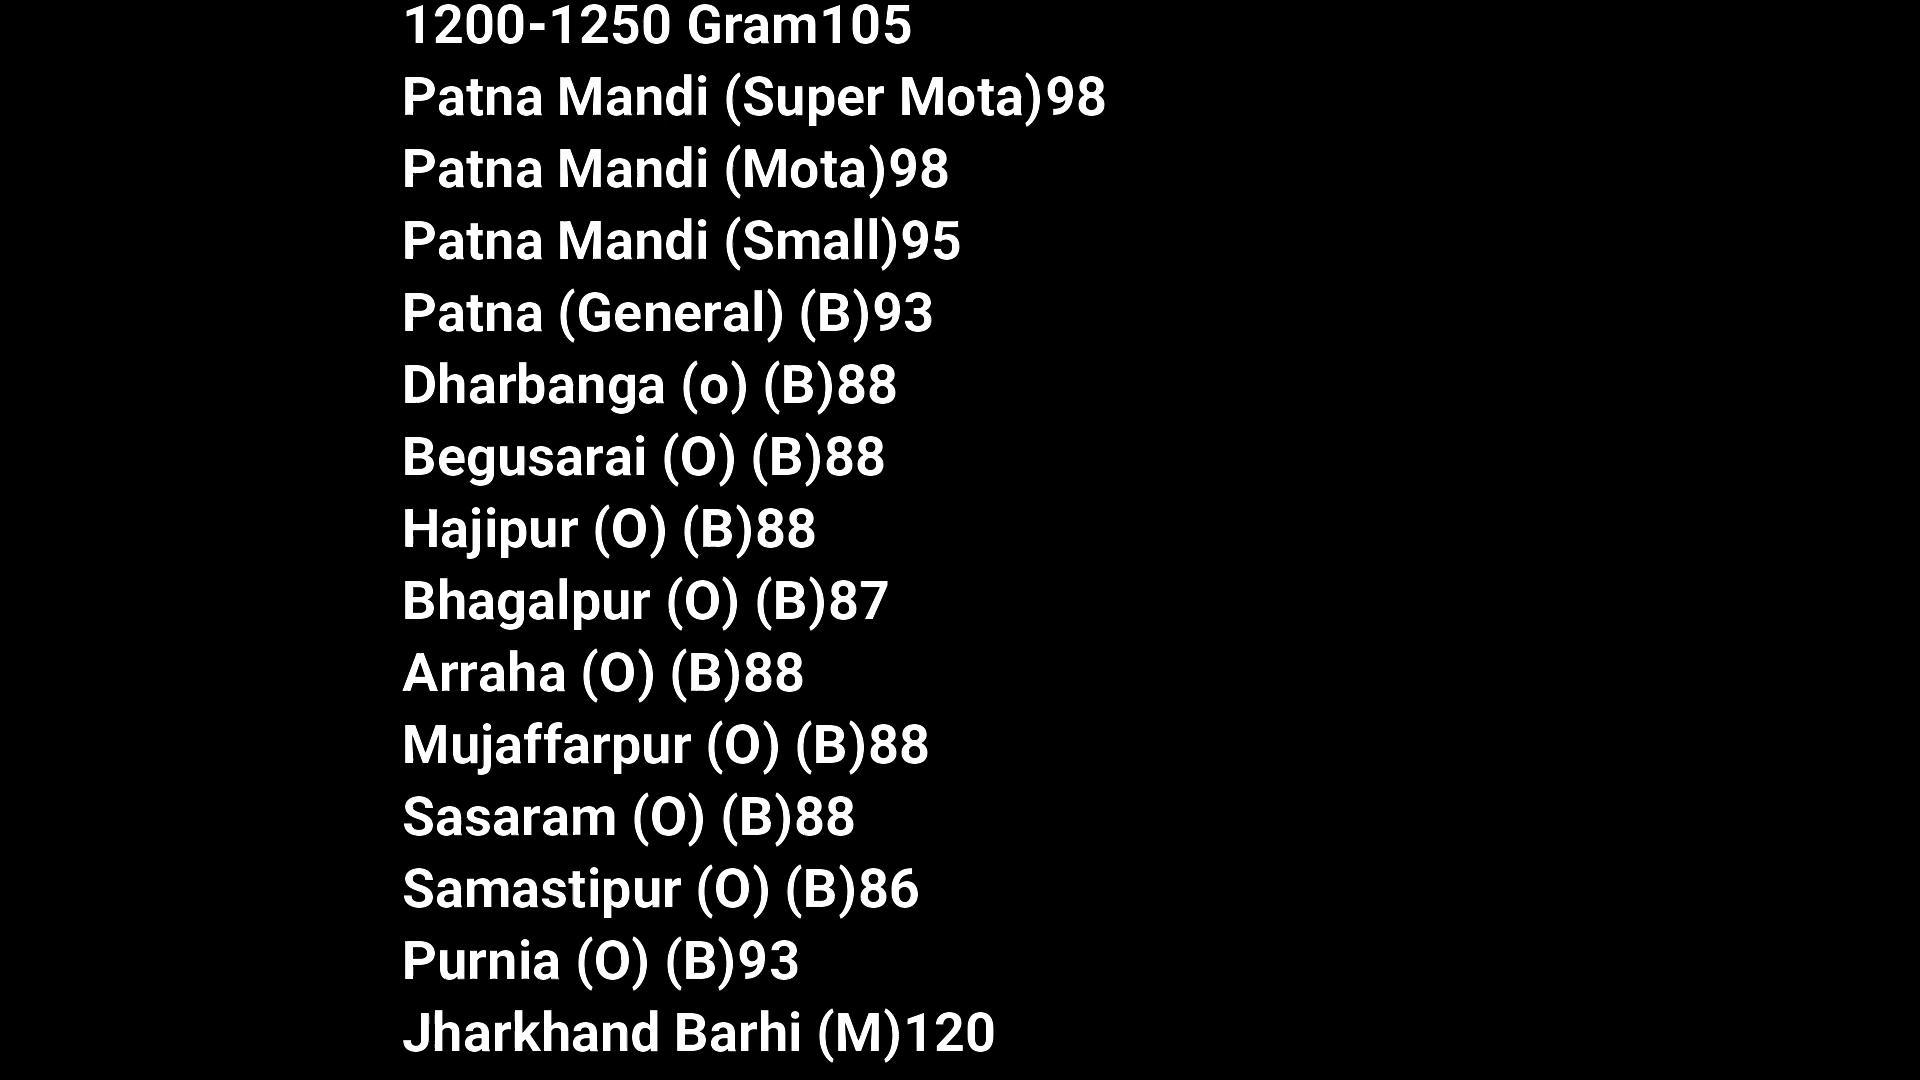 1200-1250 Gram105
Patna Mandi (Super Mota)98
Patna Mandi (Mota)98
Patna Mandi (Small)95
Patna (General) (B)93
Dharbanga (o) (B)88
Begusarai (O) (B)88
Hajipur (O) (B)88
Bhagalpur (O) (B)87
Arraha (O) (B)88
Mujaffarpur (O) (B)88
Sasaram (O) (B)88
Samastipur (O) (B)86
Purnia (O) (B)93
Jharkhand Barhi (M)120